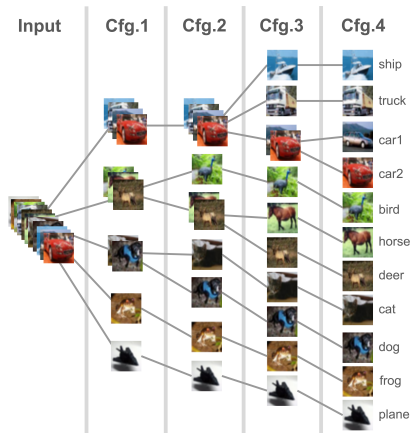 Input Cfg.1 Cfg.2 Cfg.3 Cfg.4
ship
truck
car1
car2
bird
horse
deer
cat
dog
frog
plane